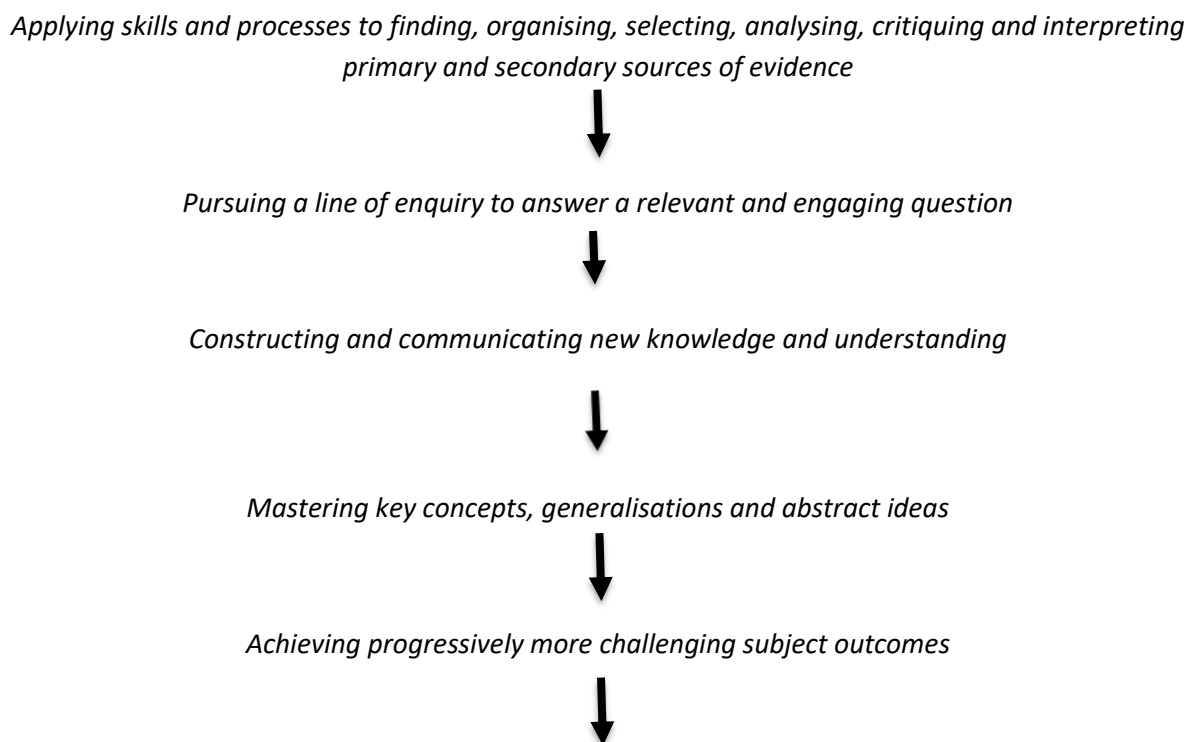 Applying skills and processes to finding, organising, selecting, analysing, critiquing and interpreting
primary and secondary sources of evidence
Pursuing a line of enquiry to answer a relevant and engaging question
Constructing and communicating new knowledge and understanding
Mastering key concepts, generalisations and abstract ideas
Achieving progressively more challenging subject outcomes